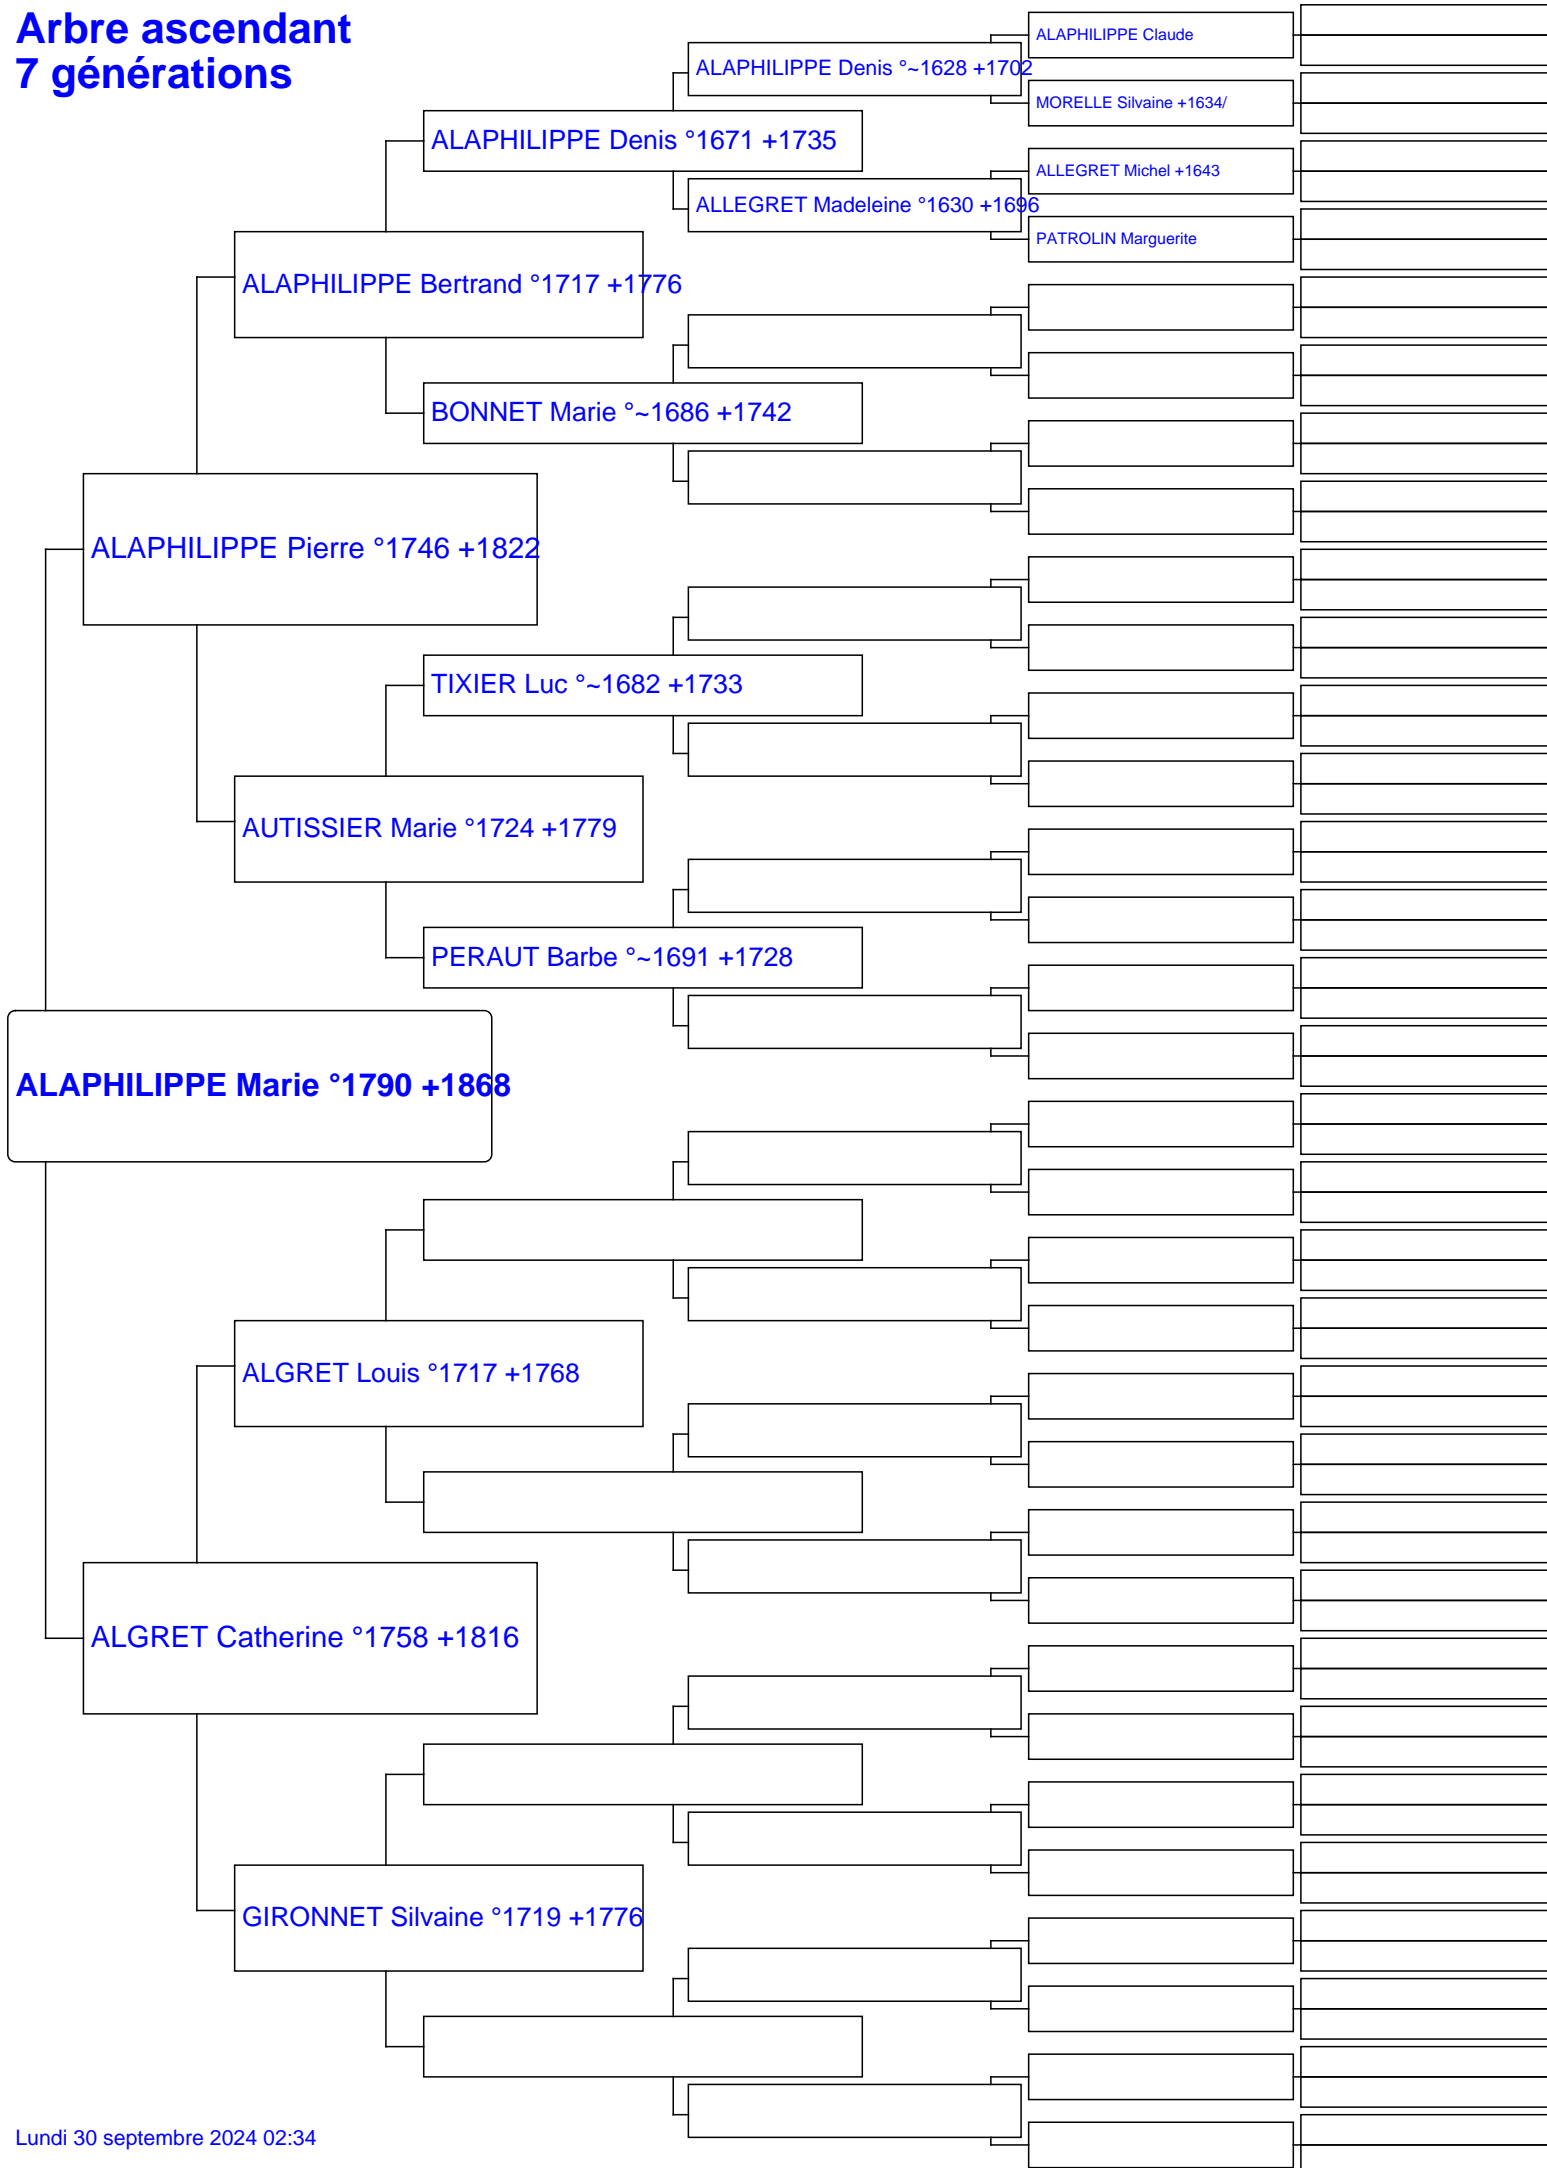 Arbre ascendant
7 générations
ALAPHILIPPE Claude
ALAPHILIPPE Denis °~1628 +1702
MORELLE Silvaine +1634/
ALAPHILIPPE Denis °1671 +1735
ALLEGRET Michel +1643
ALLEGRET Madeleine °1630 +1696
PATROLIN Marguerite
ALAPHILIPPE Bertrand °1717 +1776
BONNET Marie °~1686 +1742
ALAPHILIPPE Pierre °1746 +1822
TIXIER Luc °~1682 +1733
AUTISSIER Marie °1724 +1779
PERAUT Barbe °~1691 +1728
ALAPHILIPPE Marie °1790 +1868
ALGRET Louis °1717 +1768
ALGRET Catherine °1758 +1816
GIRONNET Silvaine °1719 +1776
Lundi 30 septembre 2024 02:34